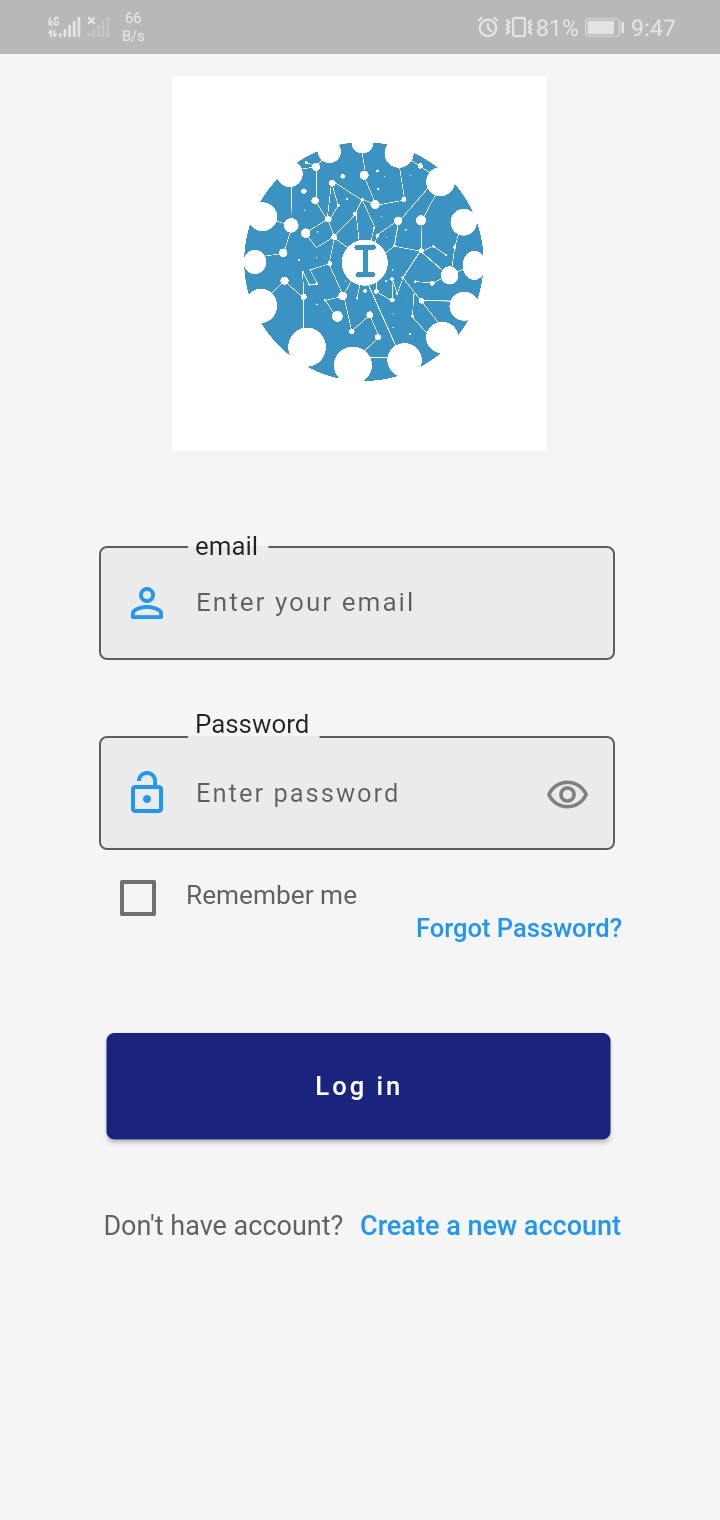 4G 66 B/s 81% 9:47
I
email
Enter your email
Password
Enter password
Remember me
Forgot Password?
Log in
Don't have account? Create a new account